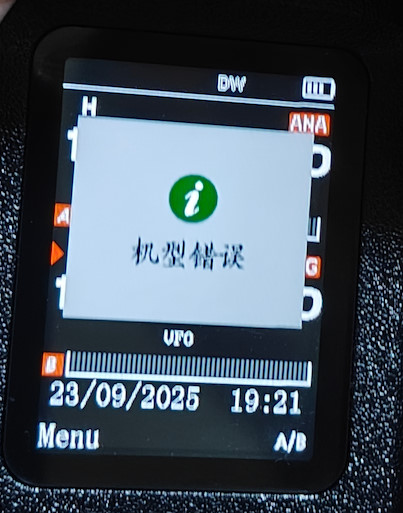 DW
H
ANA
A
i
机型错误
G
VFO
B
23/09/2025 19:21
Menu A/B